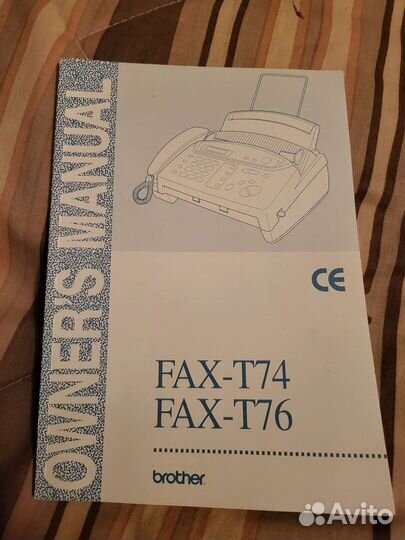 OWNER'S MANUAL
CE
FAX-T74
FAX-T76
brother
Avito